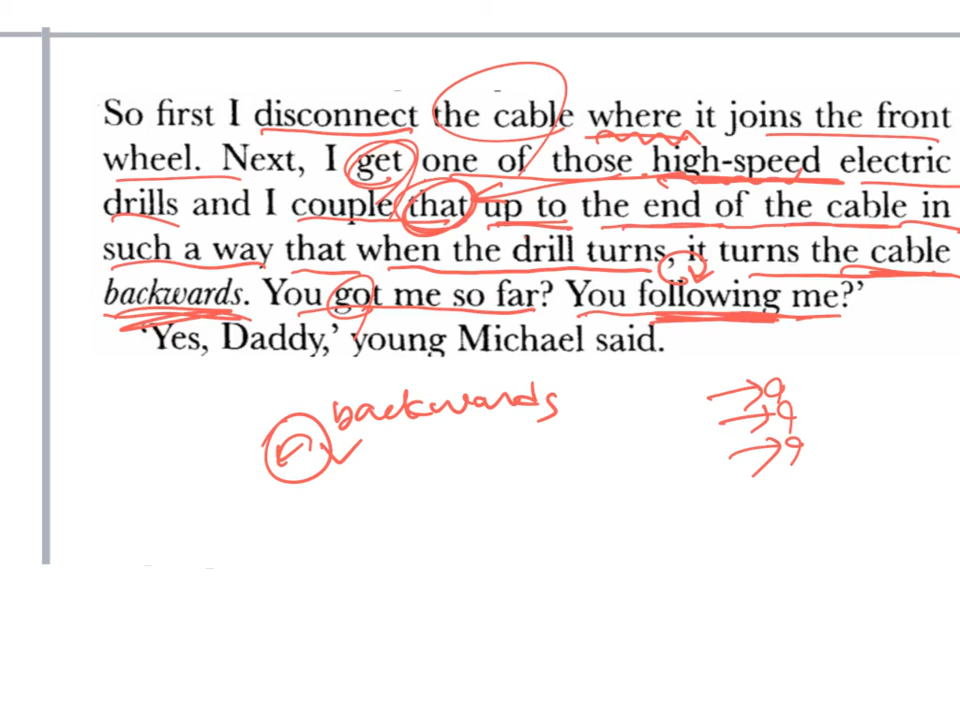 So first I disconnect the cable where it joins the front
wheel. Next, I get one of those high-speed electric
drills and I couple that up to the end of the cable in
such a way that when the drill turns, it turns the cable
backwards. You got me so far? You following me?’
‘Yes, Daddy,’ young Michael said.
backwards
9
9
9